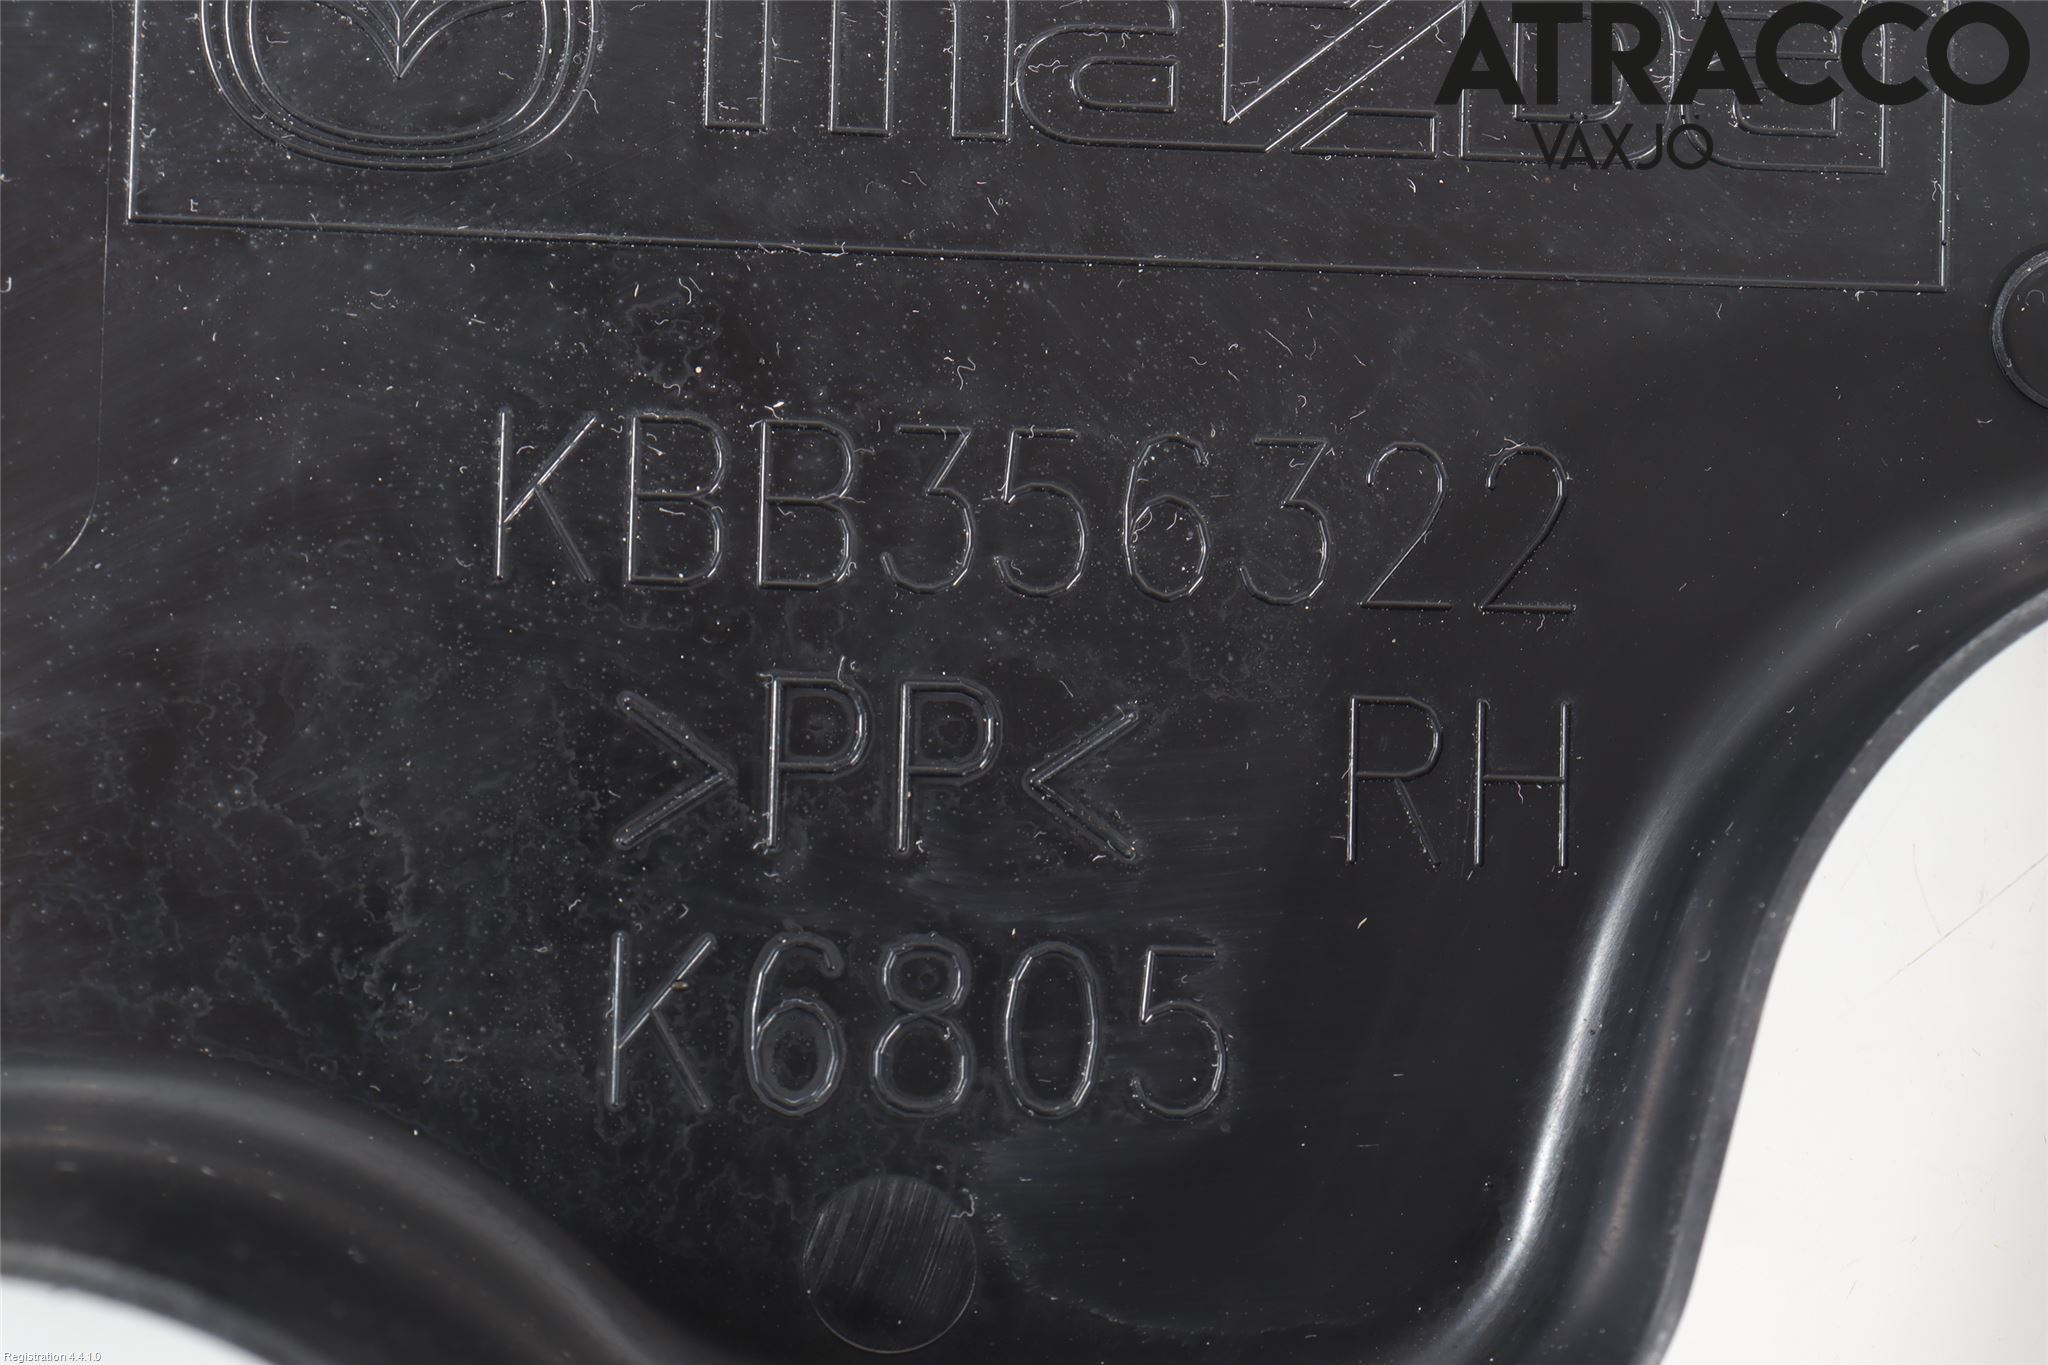 mazda
ATRACCO
VÄXJÖ
KBB356322
>PP< RH
K6805
Registration 4.4.1.0